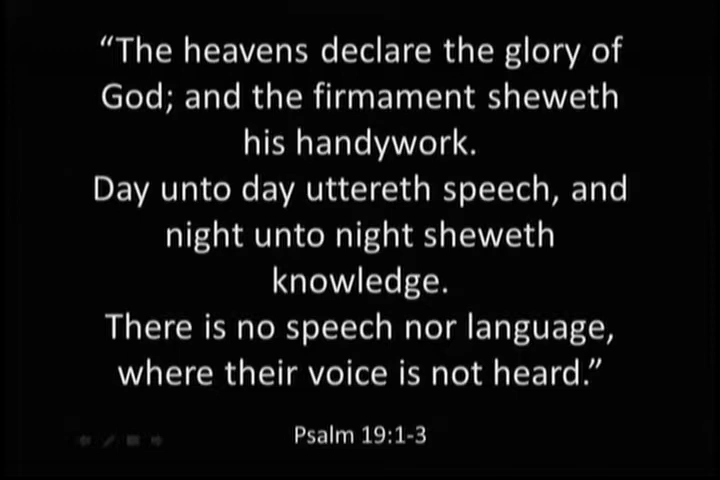 “The heavens declare the glory of
God; and the firmament sheweth
his handywork.
Day unto day uttereth speech, and
night unto night sheweth
knowledge.
There is no speech nor language,
where their voice is not heard.”
Psalm 19:1-3